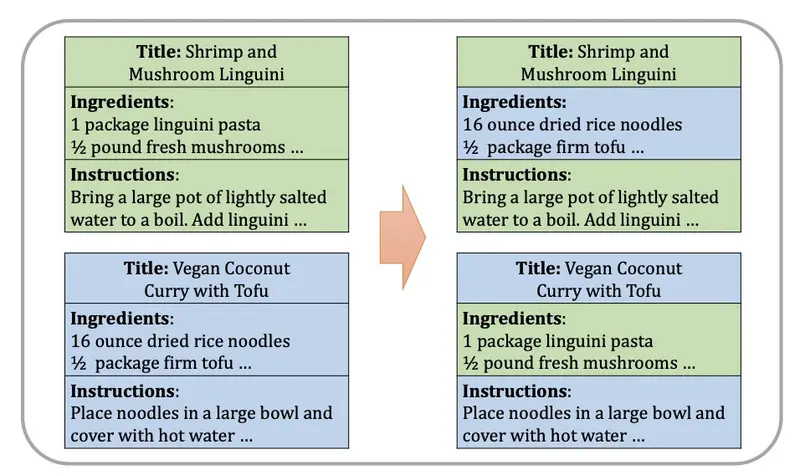 Title: Shrimp and
Mushroom Linguini
Ingredients:
1 package linguini pasta
½ pound fresh mushrooms ...
Instructions:
Bring a large pot of lightly salted
water to a boil. Add linguini ...
Title: Vegan Coconut
Curry with Tofu
Ingredients:
16 ounce dried rice noodles
½ package firm tofu ...
Instructions:
Place noodles in a large bowl and
cover with hot water ...
Title: Shrimp and
Mushroom Linguini
Ingredients:
16 ounce dried rice noodles
½ package firm tofu ...
Instructions:
Bring a large pot of lightly salted
water to a boil. Add linguini ...
Title: Vegan Coconut
Curry with Tofu
Ingredients:
1 package linguini pasta
½ pound fresh mushrooms ...
Instructions:
Place noodles in a large bowl and
cover with hot water ...